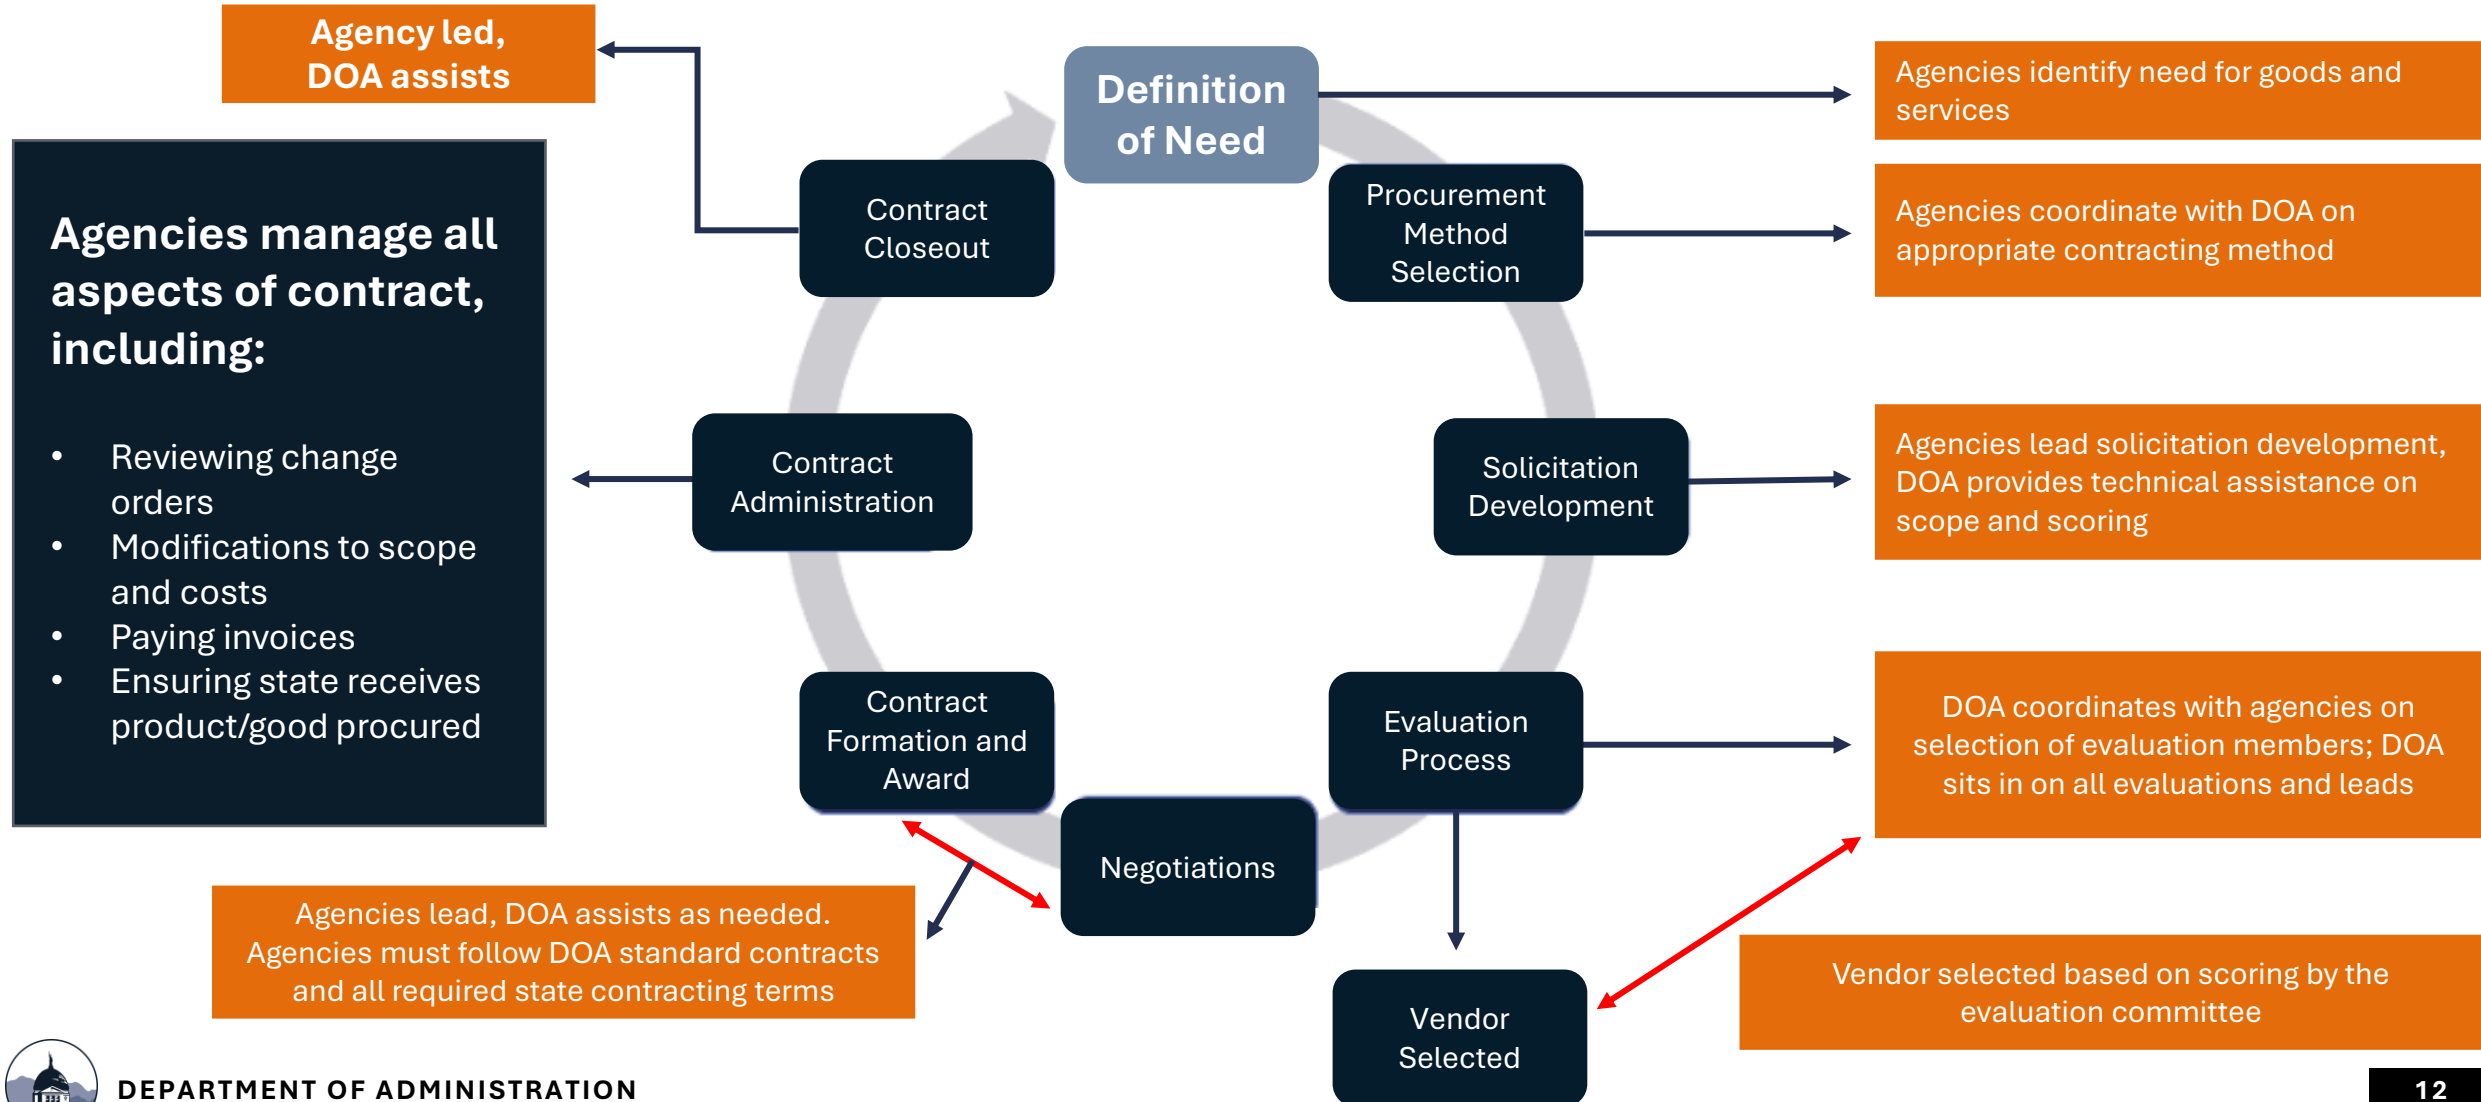 Agency led,
DOA assists
Definition
of Need
Agencies identify need for goods and
services
Agencies manage all
aspects of contract,
including:
• Reviewing change
orders
• Modifications to scope
and costs
• Paying invoices
• Ensuring state receives
product/good procured
Contract
Closeout
Procurement
Method
Selection
Agencies coordinate with DOA on
appropriate contracting method
Contract
Administration
Solicitation
Development
Agencies lead solicitation development,
DOA provides technical assistance on
scope and scoring
Contract
Formation and
Award
Evaluation
Process
DOA coordinates with agencies on
selection of evaluation members; DOA
sits in on all evaluations and leads
Negotiations
Agencies lead, DOA assists as needed.
Agencies must follow DOA standard contracts
and all required state contracting terms
Vendor
Selected
Vendor selected based on scoring by the
evaluation committee
DEPARTMENT OF ADMINISTRATION
12